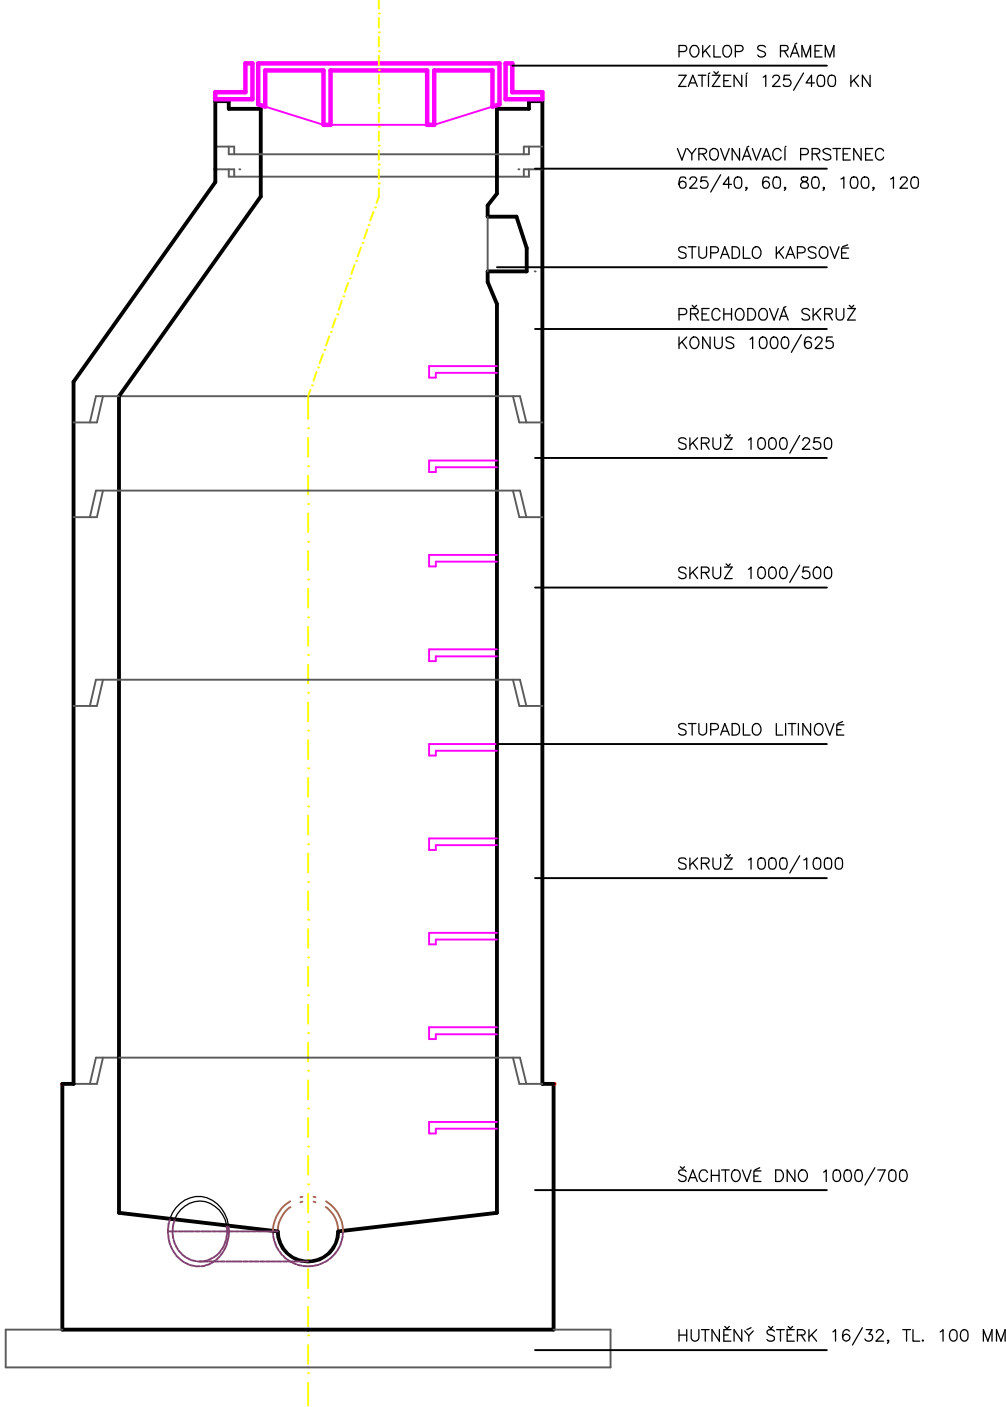 POKLOP S RÁMEM
ZATÍŽENÍ 125/400 KN
VYROVNÁVACÍ PRSTENEC
625/40, 60, 80, 100, 120
STUPADLO KAPSOVÉ
PŘECHODOVÁ SKRUŽ
KONUS 1000/625
SKRUŽ 1000/250
SKRUŽ 1000/500
STUPADLO LITINOVÉ
SKRUŽ 1000/1000
ŠACHTOVÉ DNO 1000/700
HUTNĚNÝ ŠTĚRK 16/32, TL. 100 MM